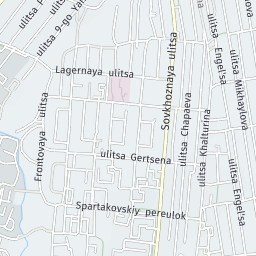 ulitsa 9-go Yan
ulitsa
Lagernaya ulitsa
Frontovaya ulitsa
Sovkhoznaya ulitsa
ulitsa Chapaeva
ulitsa Khalturina
ulitsa Engel'sa
ulitsa Mikhaylova
ulitsa Gertsena
ulitsa Engel'sa
Spartakovskiy pereulok